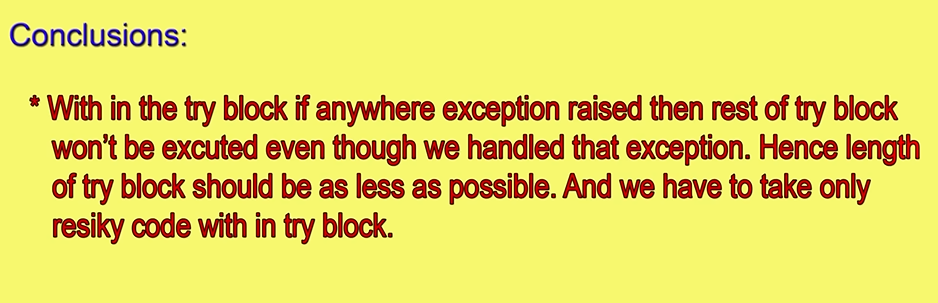 Conclusions:
* With in the try block if anywhere exception raised then rest of try block
won't be excuted even though we handled that exception. Hence length
of try block should be as less as possible. And we have to take only
resiky code with in try block.